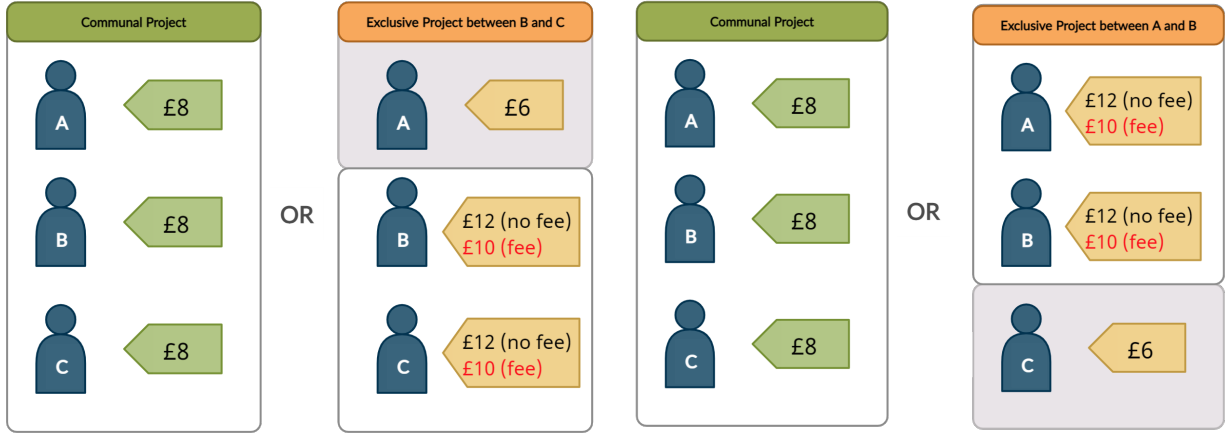 Communal Project
A
£8
B
£8
C
£8
OR
Exclusive Project between B and C
A
£6
B
£12 (no fee)
£10 (fee)
C
£12 (no fee)
£10 (fee)
Communal Project
A
£8
B
£8
C
£8
OR
Exclusive Project between A and B
A
£12 (no fee)
£10 (fee)
B
£12 (no fee)
£10 (fee)
C
£6